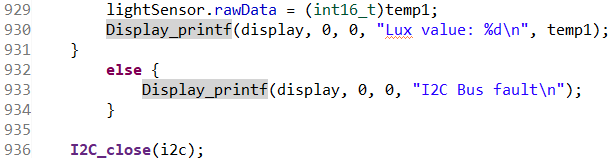 929 lightSensor.rawData = (int16_t)temp1;
930 Display_printf(display, 0, 0, "Lux value: %d\n", temp1);
931 }
932 else {
933 Display_printf(display, 0, 0, "I2C Bus fault\n");
934 }
935
936 I2C_close(i2c);